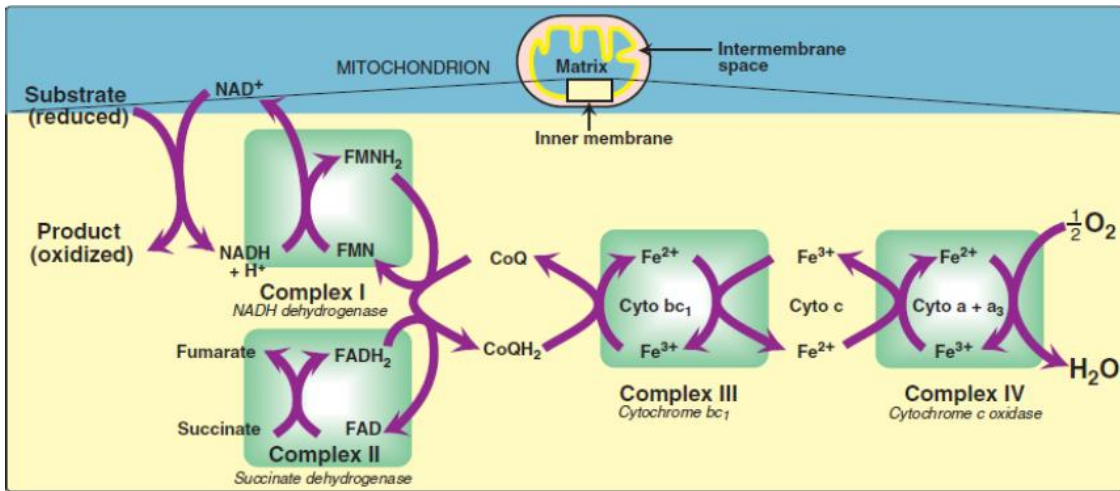 MITOCHONDRION
Matrix
Intermembrane
space
Inner membrane
Substrate
(reduced)
NAD⁺
Product
(oxidized)
NADH
+ H⁺
FMNH₂
FMN
Complex I
NADH dehydrogenase
Fumarate
Succinate
FADH₂
FAD
Complex II
Succinate dehydrogenase
CoQ
CoQH₂
Fe²⁺
Cyto bc₁
Fe³⁺
Complex III
Cytochrome bc₁
Fe³⁺
Cyto c
Fe²⁺
Fe²⁺
Cyto a + a₃
Fe³⁺
Complex IV
Cytochrome c oxidase
½O₂
H₂O